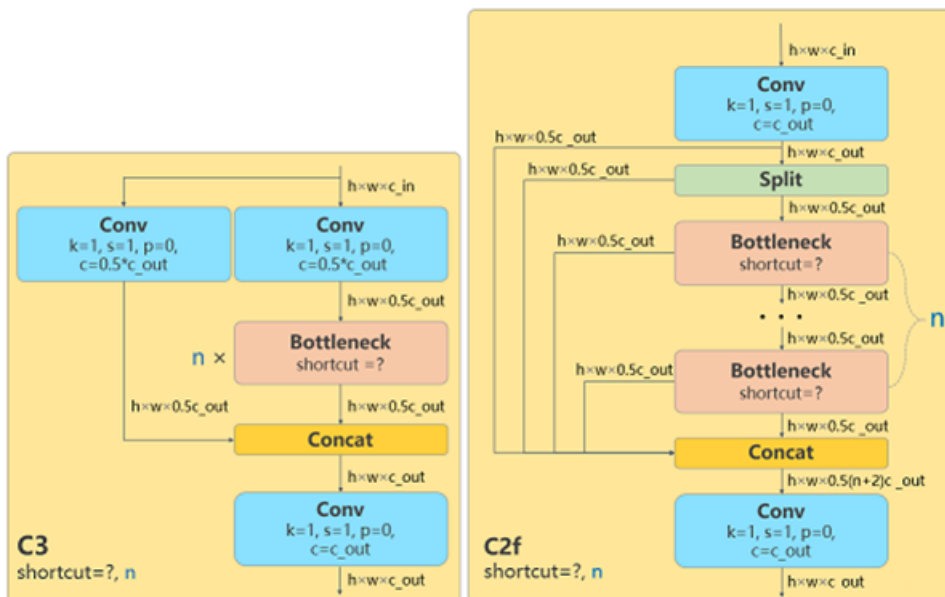 h×w×c_in
Conv
k=1, s=1, p=0,
c=0.5*c_out
Conv
k=1, s=1, p=0,
c=0.5*c_out
h×w×0.5c_out
n ×
Bottleneck
shortcut =?
h×w×0.5c_out
h×w×0.5c_out
Concat
h×w×c_out
Conv
k=1, s=1, p=0,
c=c_out
C3
shortcut=?, n
h×w×c_out
h×w×c_in
Conv
k=1, s=1, p=0,
c=c_out
h×w×0.5c_out
h×w×c_out
h×w×0.5c_out
Split
h×w×0.5c_out
h×w×0.5c_out
Bottleneck
shortcut=?
h×w×0.5c_out
• • •
n
h×w×0.5c_out
h×w×0.5c_out
Bottleneck
shortcut=?
h×w×0.5c_out
Concat
h×w×0.5(n+2)c_out
Conv
k=1, s=1, p=0,
c=c_out
C2f
shortcut=?, n
h×w×c_out